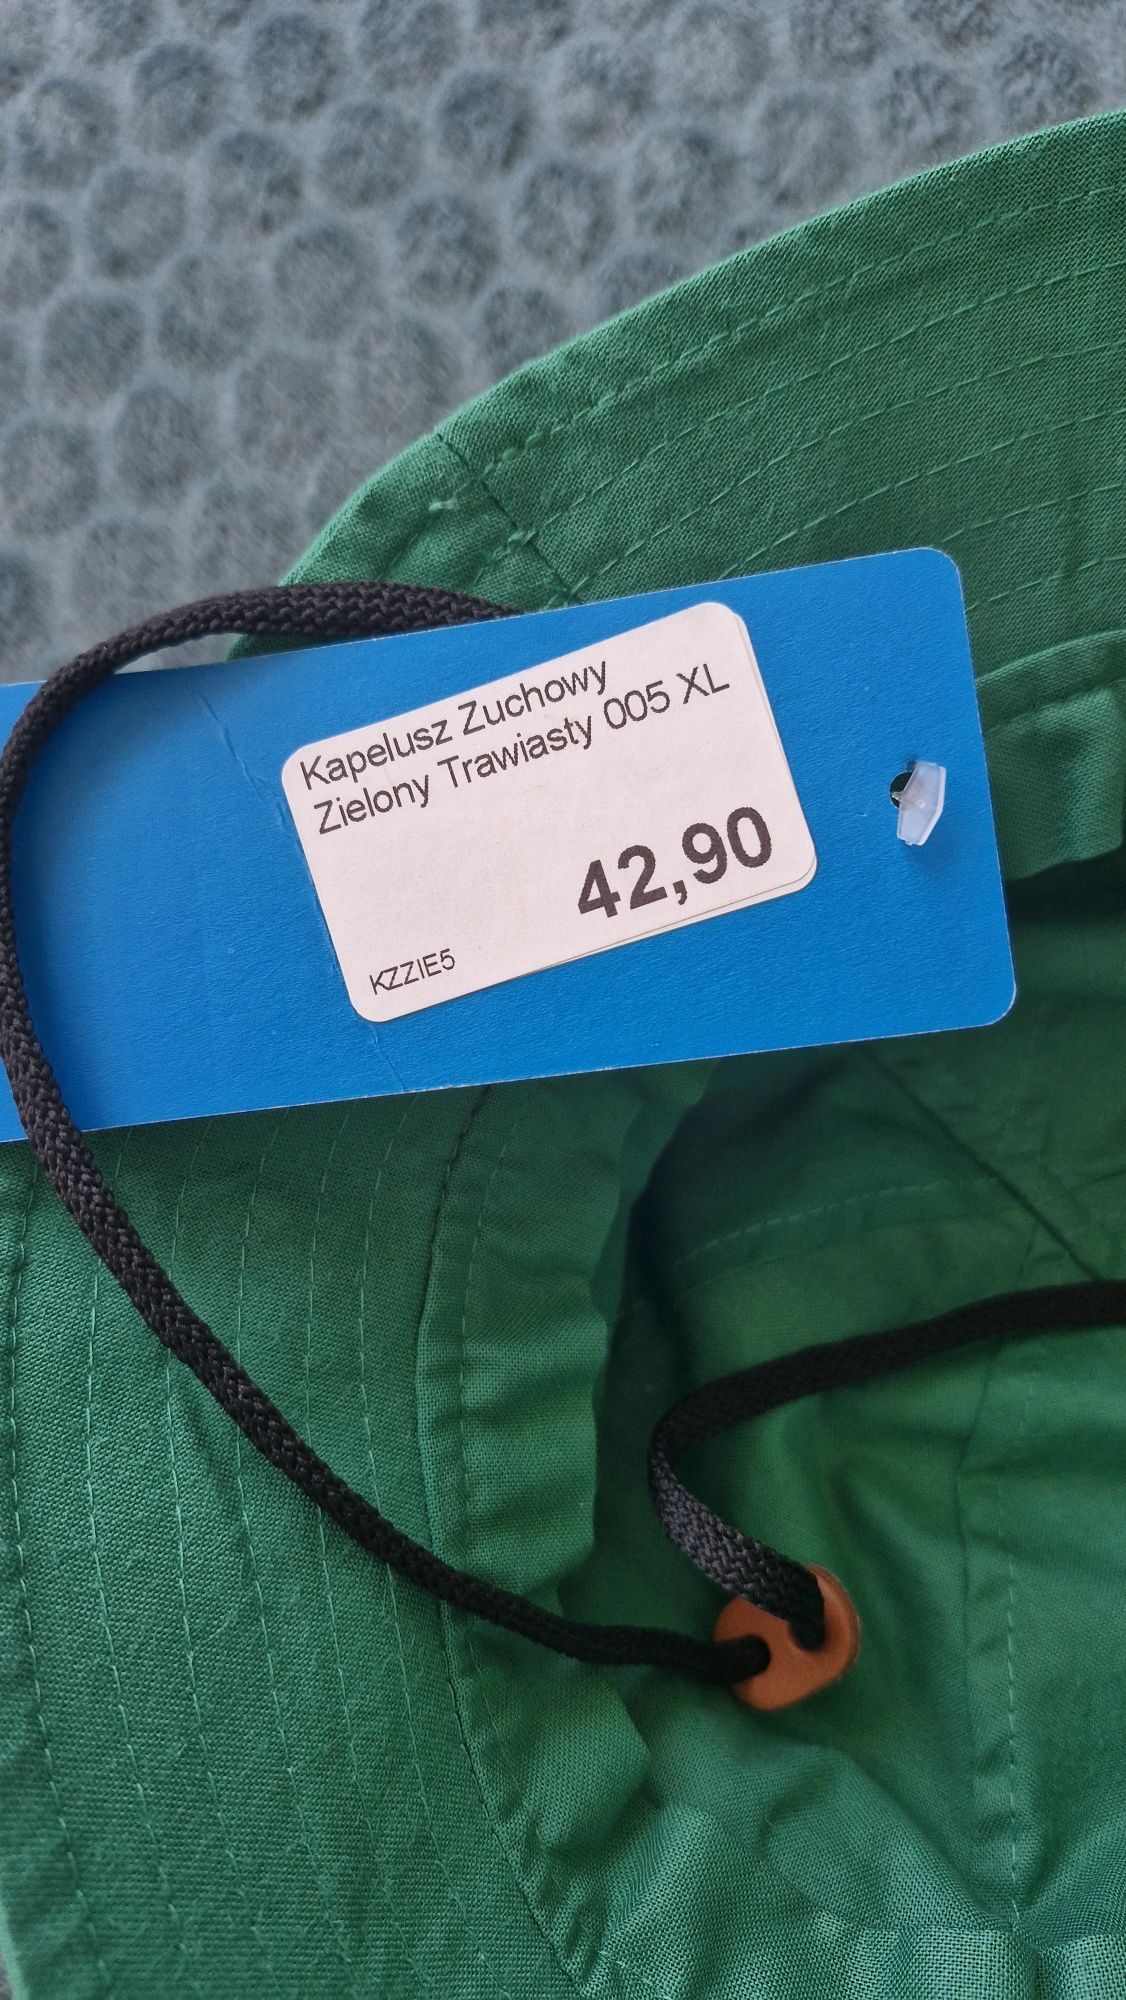 Kapelusz Zuchowy
Zielony Trawiasty 005 XL
42,90
KZZIE5